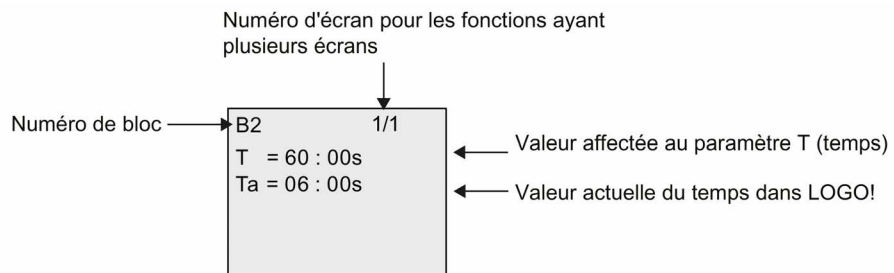 Numéro d'écran pour les fonctions ayant
plusieurs écrans
Numéro de bloc
B2 1/1
T = 60 : 00s
Ta = 06 : 00s
Valeur affectée au paramètre T (temps)
Valeur actuelle du temps dans LOGO!